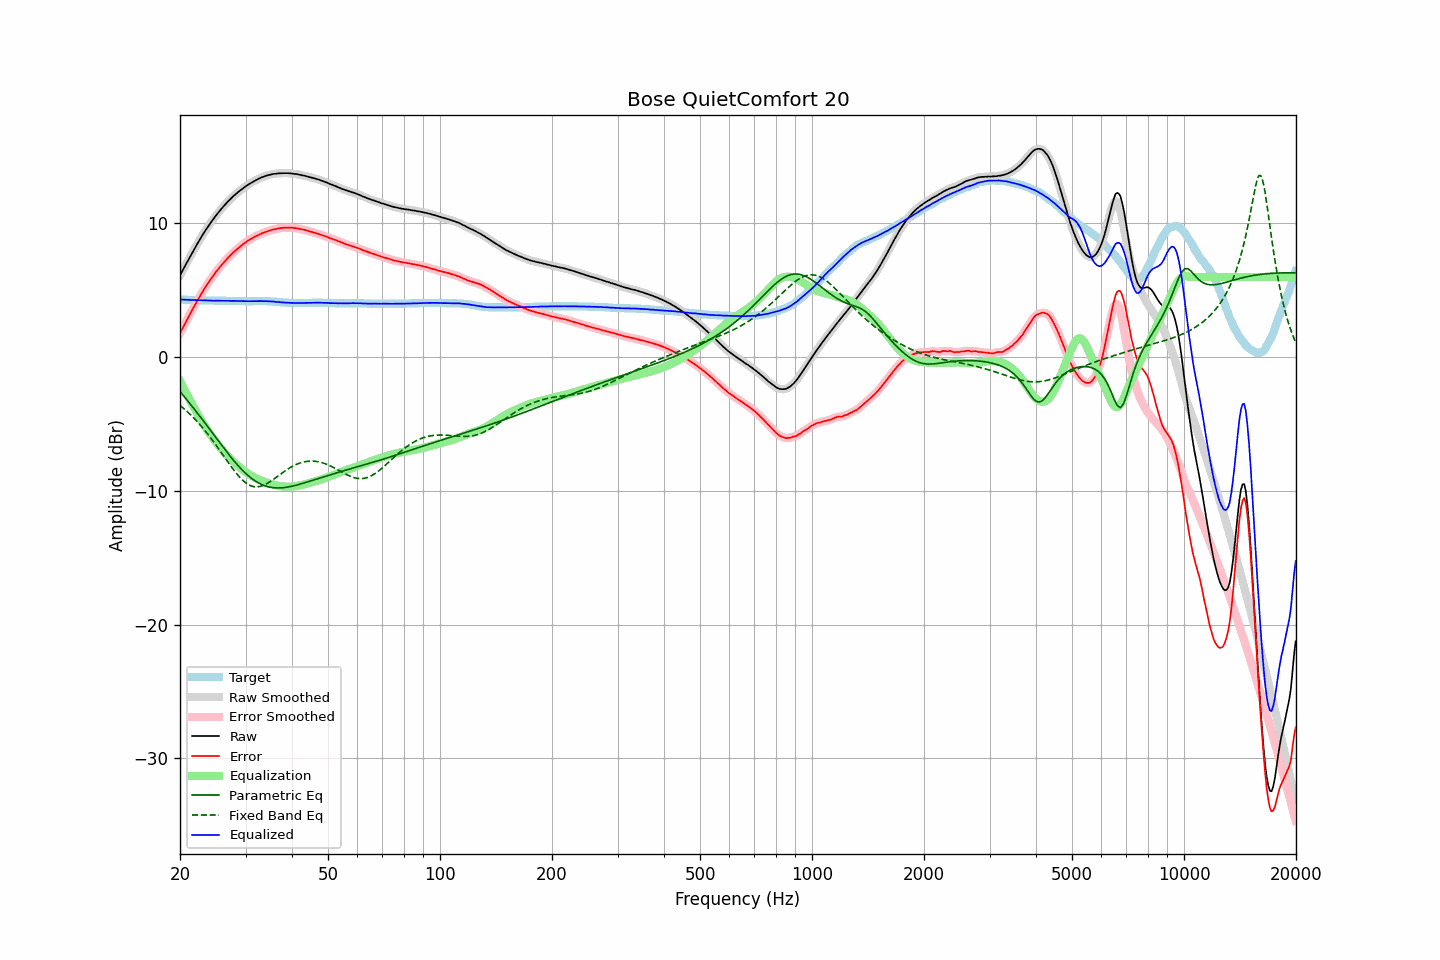 Bose QuietComfort 20
Amplitude (dBr)
10
0
−10
−20
−30
Target
Raw Smoothed
Error Smoothed
Raw
Error
Equalization
Parametric Eq
Fixed Band Eq
Equalized
20 50 100 200 500 1000 2000 5000 10000 20000
Frequency (Hz)